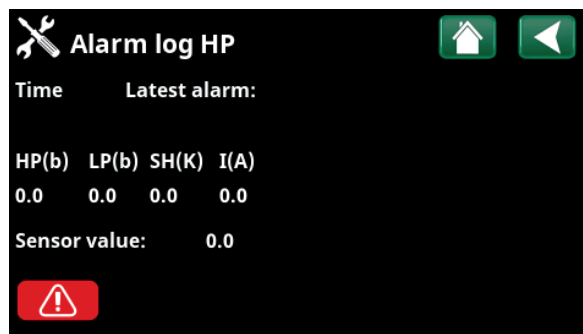 Alarm log HP
Time Latest alarm:
HP(b) LP(b) SH(K) I(A)
0.0 0.0 0.0 0.0
Sensor value: 0.0